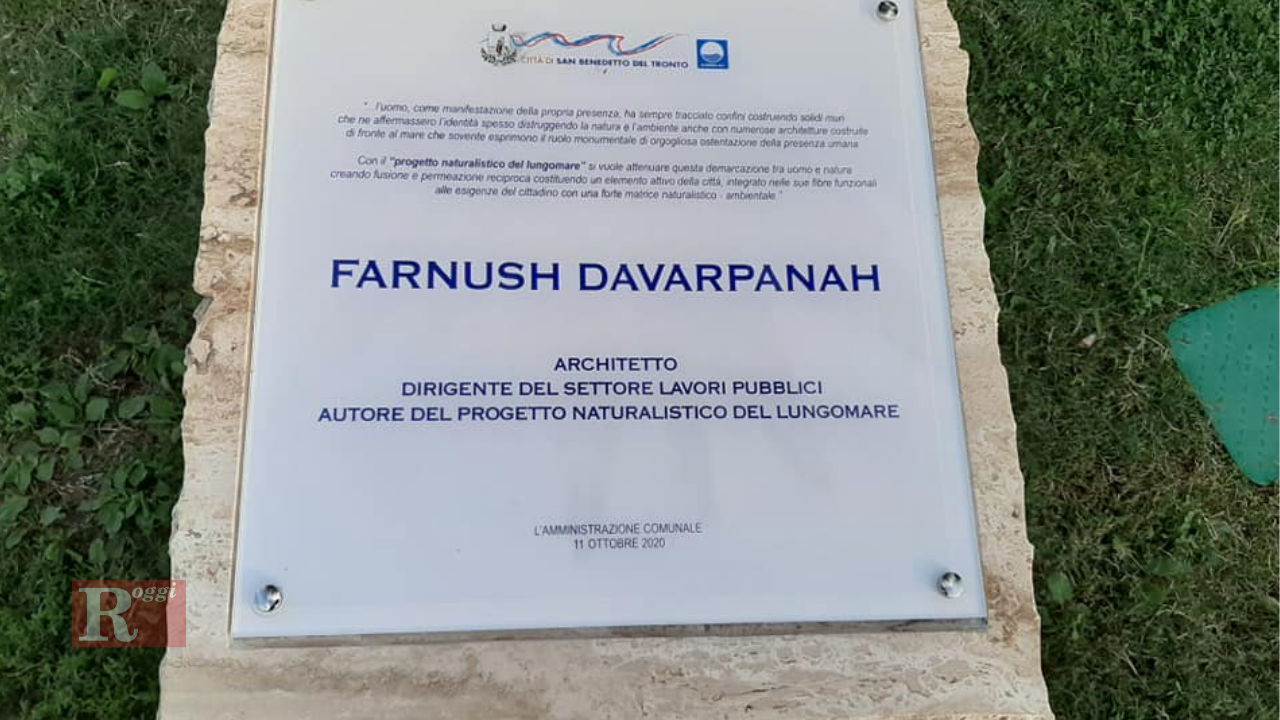 CITTÀ DI SAN BENEDETTO DEL TRONTO
" l'uomo, come manifestazione della propria presenza, ha sempre tracciato confini costruendo solidi muri
che ne affermassero l'identità spesso distruggendo la natura e l'ambiente anche con numerose architetture costruite
di fronte al mare che sovente esprimono il ruolo monumentale di orgogliosa ostentazione della presenza umana
Con il "progetto naturalistico del lungomare" si vuole attenuare questa demarcazione tra uomo e natura
creando fusione e permeazione reciproca costituendo un elemento attivo della città, integrato nelle sue fibre funzionali
alle esigenze del cittadino con una forte matrice naturalistico - ambientale."
FARNUSH DAVARPANAH
ARCHITETTO
DIRIGENTE DEL SETTORE LAVORI PUBBLICI
AUTORE DEL PROGETTO NATURALISTICO DEL LUNGOMARE
L'AMMINISTRAZIONE COMUNALE
11 OTTOBRE 2020
R oggi